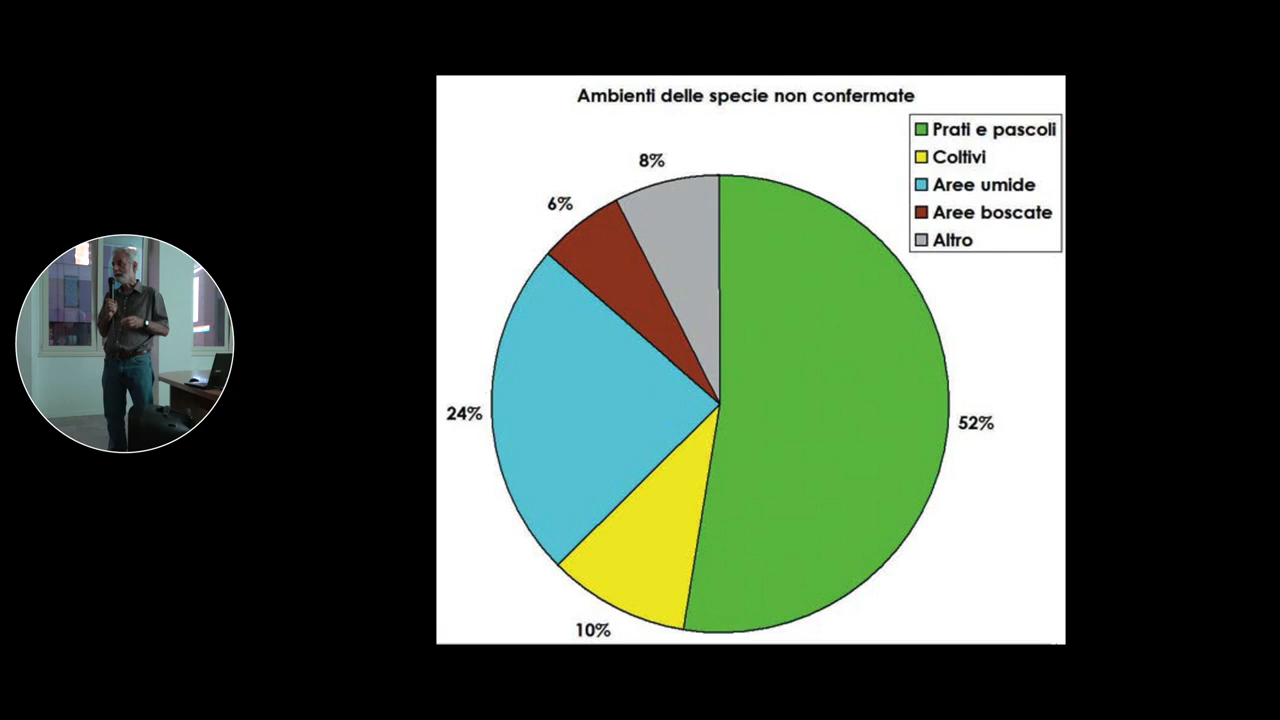 Ambienti delle specie non confermate
Prati e pascoli
Coltivi
Aree umide
Aree boscate
Altro
8%
6%
24%
52%
10%